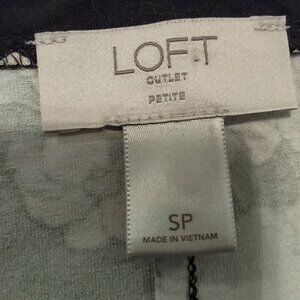 LOFT
OUTLET
PETITE
SP
MADE IN VIETNAM